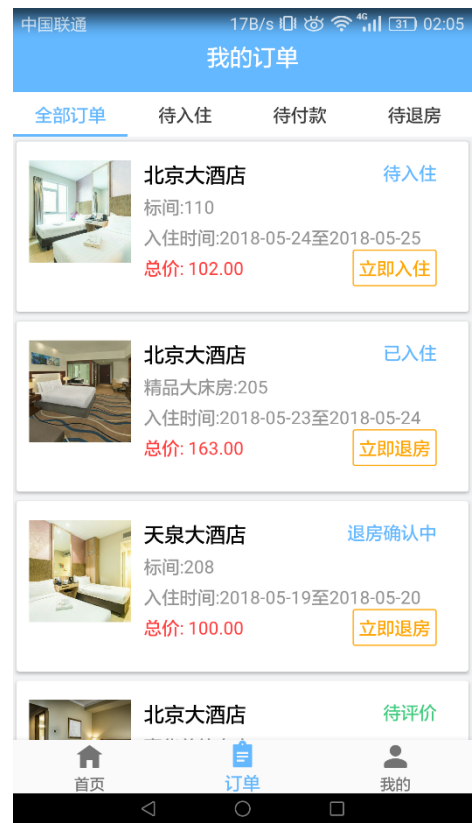 中国联通 17B/s 4G 31 02:05
我的订单
全部订单 待入住 待付款 待退房
北京大酒店 待入住
标间:110
入住时间:2018-05-24至2018-05-25
总价: 102.00 立即入住
北京大酒店 已入住
精品大床房:205
入住时间:2018-05-23至2018-05-24
总价: 163.00 立即退房
天泉大酒店 退房确认中
标间:208
入住时间:2018-05-19至2018-05-20
总价: 100.00 立即退房
北京大酒店 待评价
首页 订单 我的